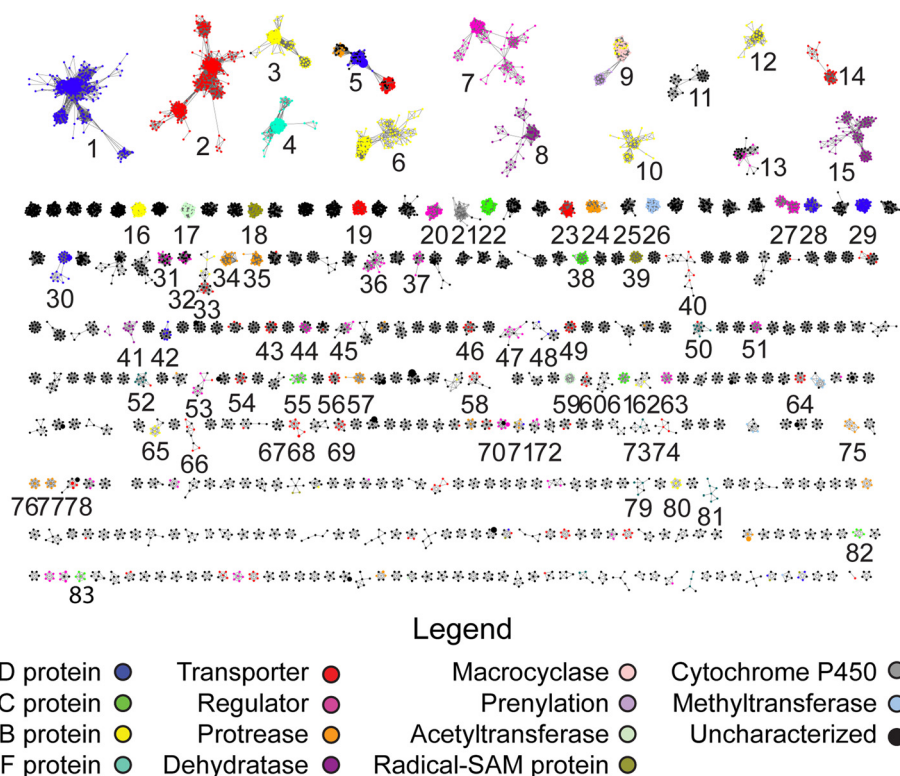 3 5 7 9 12 14
11
1 2 4 6 8 10 13 15
16 17 18 19 20 21 22 23 24 25 26 27 28 29
30 31 32 33 34 35 36 37 38 39 40
41 42 43 44 45 46 47 48 49 50 51
52 53 54 55 56 57 58 59 60 61 62 63 64
65 66 67 68 69 70 71 72 73 74 75
76 77 78 79 80 81
82
83
Legend
D protein Transporter Macrocyclase Cytochrome P450
C protein Regulator Prenylation Methyltransferase
B protein Protrease Acetyltransferase Uncharacterized
F protein Dehydratase Radical-SAM protein